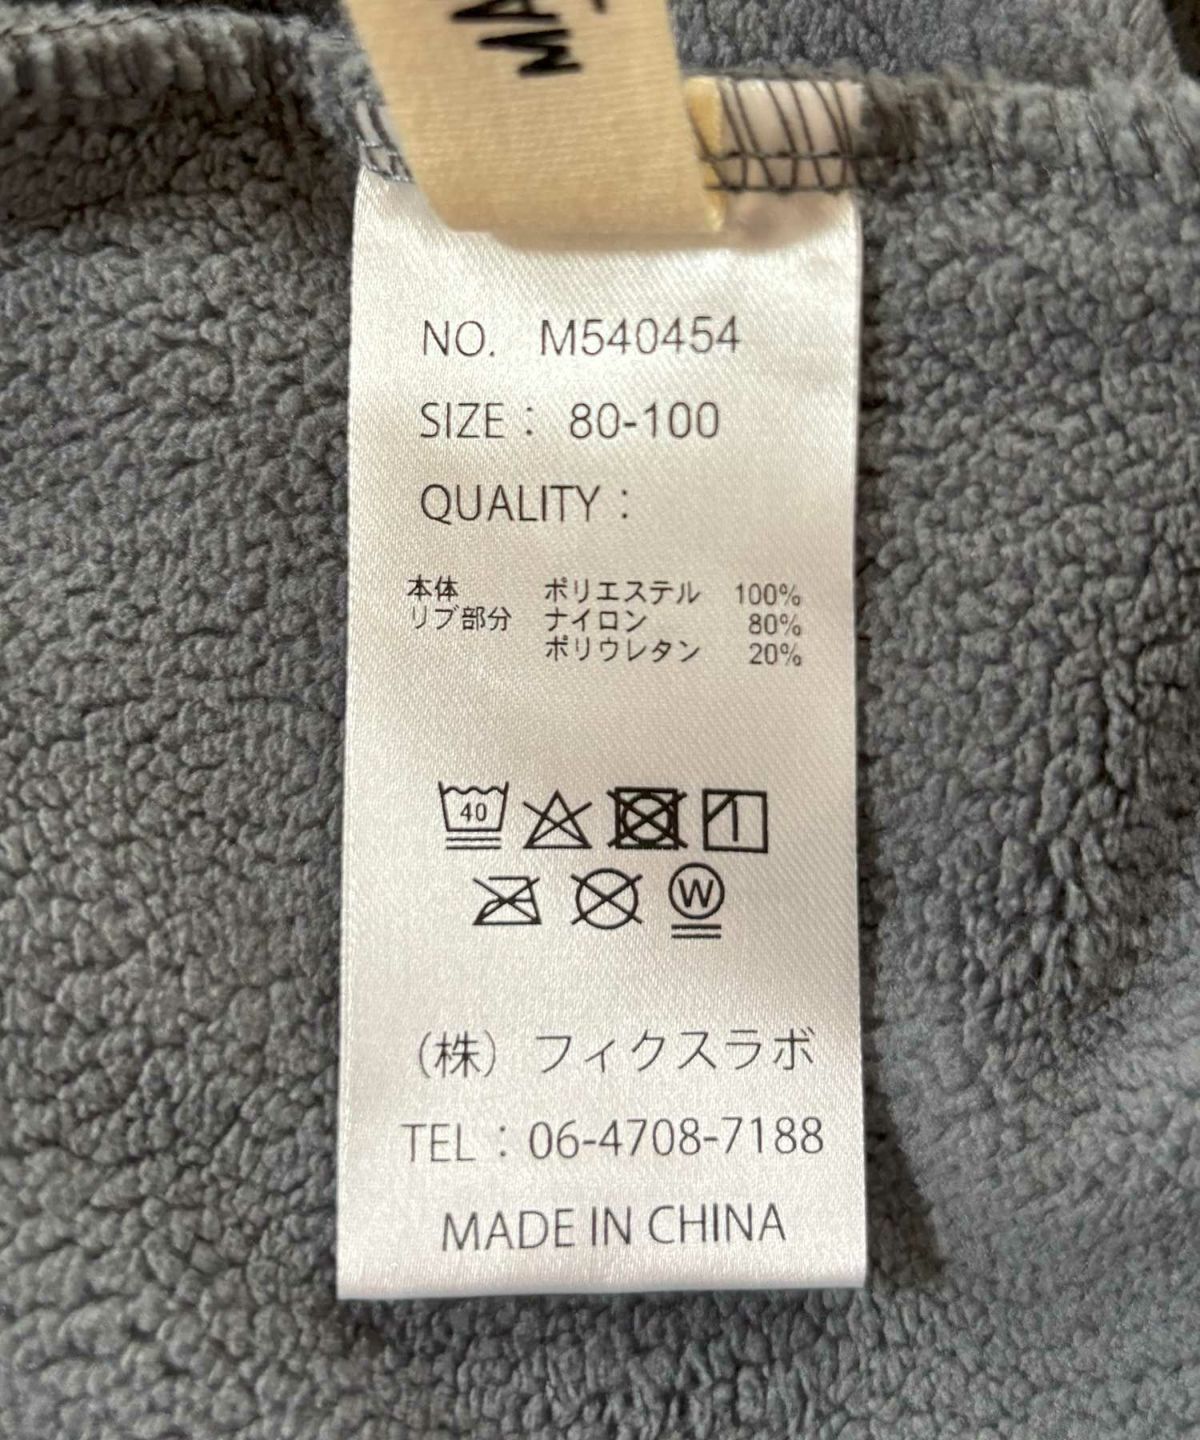 NO. M540454
SIZE : 80-100
QUALITY :
本体 ポリエステル 100%
リブ部分 ナイロン 80%
ポリウレタン 20%
40
W
(株) フィクスラボ
TEL : 06-4708-7188
MADE IN CHINA